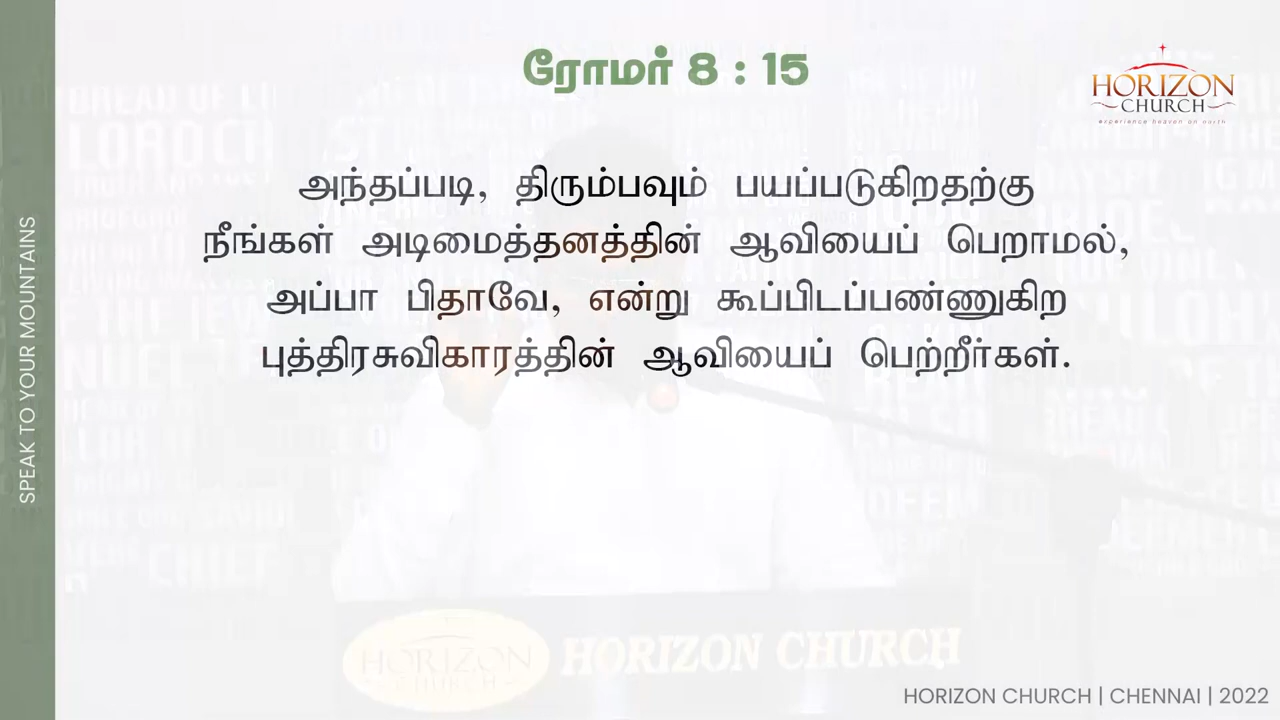 ரோமர் 8 : 15
HORIZON
CHURCH
experience heaven on earth
அந்தப்படி, திரும்பவும் பயப்படுகிறதற்கு
நீங்கள் அடிமைத்தனத்தின் ஆவியைப் பெறாமல்,
அப்பா பிதாவே, என்று கூப்பிடப்பண்ணுகிற
புத்திரசுவிகாரத்தின் ஆவியைப் பெற்றீர்கள்.
SPEAK TO YOUR MOUNTAINS
HORIZON CHURCH
HORIZON
CHURCH
HORIZON CHURCH | CHENNAI | 2022